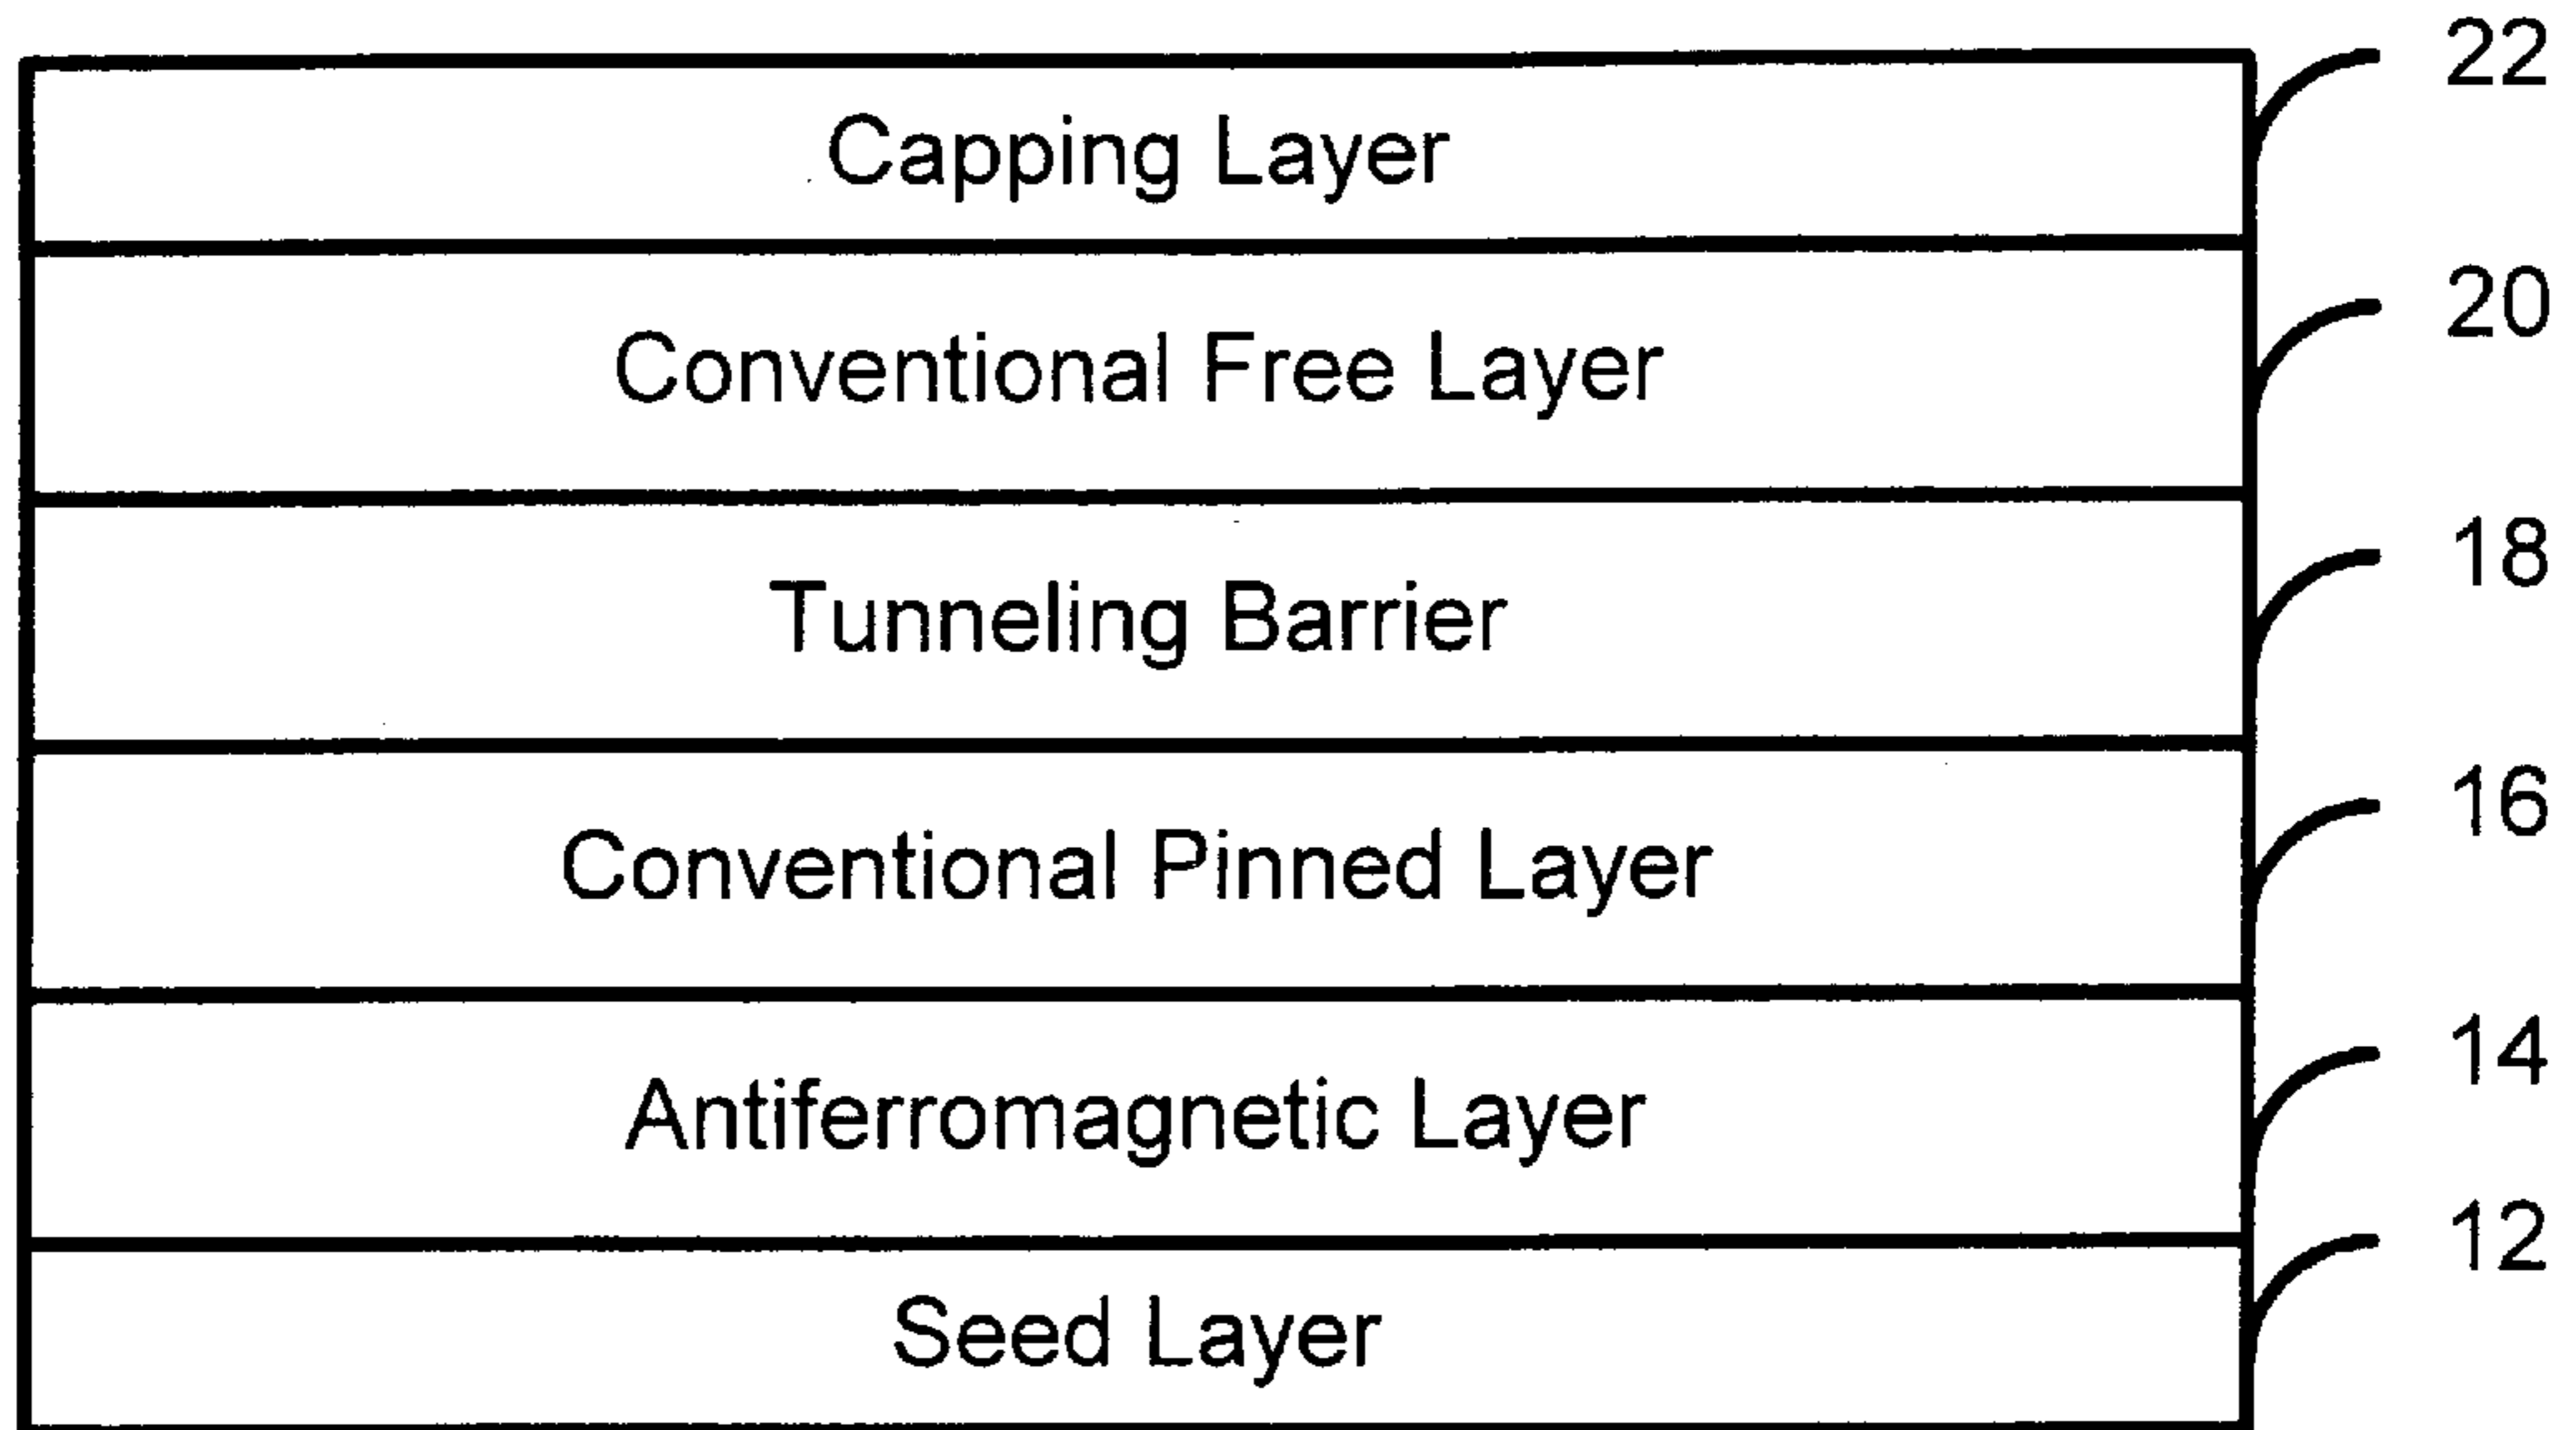 22
Capping Layer
20
Conventional Free Layer
18
Tunneling Barrier
16
Conventional Pinned Layer
14
Antiferromagnetic Layer
12
Seed Layer